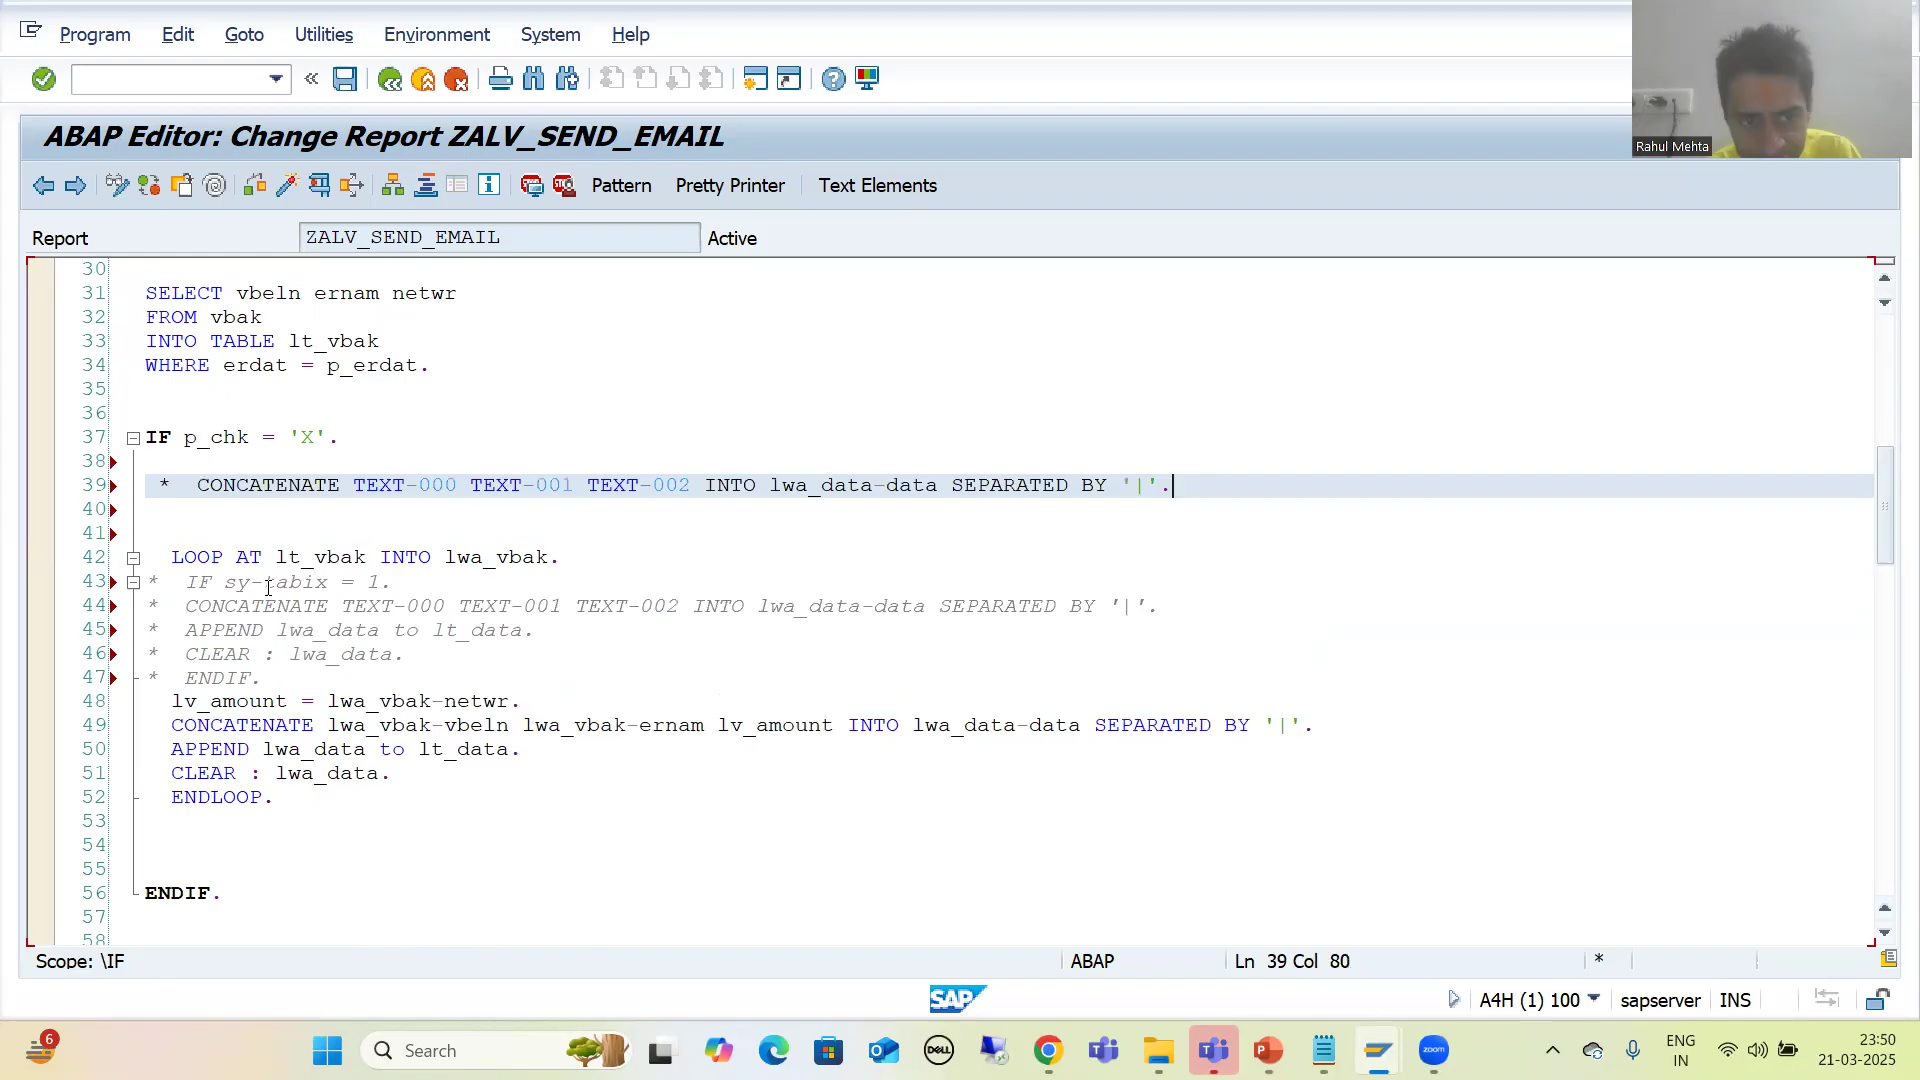 Program Edit Goto Utilities Environment System Help
Rahul Mehta
ABAP Editor: Change Report ZALV_SEND_EMAIL
Pattern Pretty Printer Text Elements
Report ZALV_SEND_EMAIL Active
30
31 SELECT vbeln ernam netwr
32 FROM vbak
33 INTO TABLE lt_vbak
34 WHERE erdat = p_erdat.
35
36
37 IF p_chk = 'X'.
38
39 * CONCATENATE TEXT-000 TEXT-001 TEXT-002 INTO lwa_data-data SEPARATED BY '|'.
40
41
42 LOOP AT lt_vbak INTO lwa_vbak.
43 * IF sy-tabix = 1.
44 * CONCATENATE TEXT-000 TEXT-001 TEXT-002 INTO lwa_data-data SEPARATED BY '|'.
45 * APPEND lwa_data to lt_data.
46 * CLEAR : lwa_data.
47 * ENDIF.
48 lv_amount = lwa_vbak-netwr.
49 CONCATENATE lwa_vbak-vbeln lwa_vbak-ernam lv_amount INTO lwa_data-data SEPARATED BY '|'.
50 APPEND lwa_data to lt_data.
51 CLEAR : lwa_data.
52 ENDLOOP.
53
54
55
56 ENDIF.
57
58
Scope: \IF ABAP Ln 39 Col 80 *
SAP A4H (1) 100 sapserver INS
6 Search DELL zoom ENG IN 23:50
21-03-2025